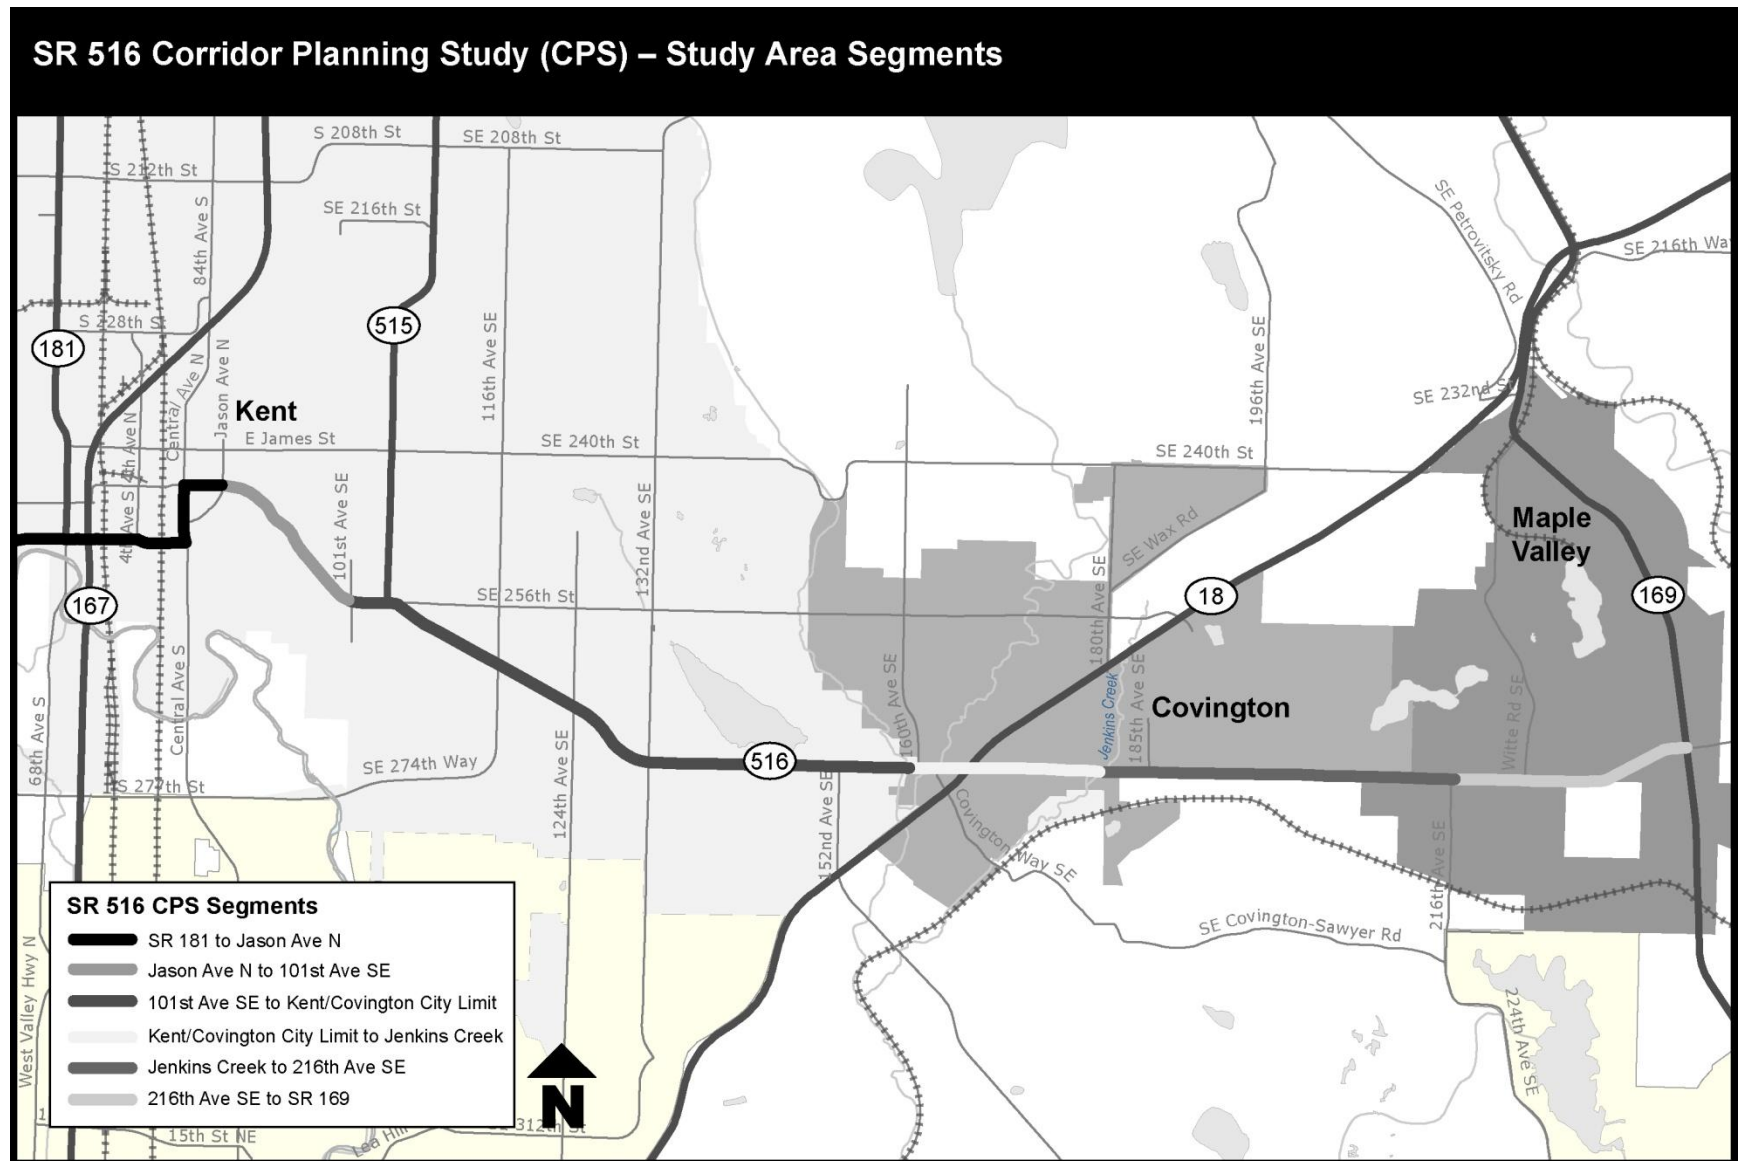 SR 516 Corridor Planning Study (CPS) – Study Area Segments
S 208th St
SE 208th St
S 212th St
SE 216th St
84th Ave S
SE Petrovitsky Rd
SE 216th Wa
S 228th St
181
515
116th Ave SE
196th Ave SE
Central Ave N
Jason Ave N
Kent
E James St
SE 240th St
SE 240th St
SE 232nd S
4th Ave N
4th Ave S
101st Ave SE
132nd Ave SE
SE Wax Rd
Maple
Valley
167
SE 256th St
180th Ave SE
18
169
Central Ave S
68th Ave S
160th Ave SE
Jenkins Creek
185th Ave SE
Covington
Witte Rd SE
516
SE 274th Way
S 277th St
124th Ave SE
152nd Ave SE
Covington Way SE
216th Ave SE
SE Covington-Sawyer Rd
224th Ave SE
West Valley Hwy N
SR 516 CPS Segments
SR 181 to Jason Ave N
Jason Ave N to 101st Ave SE
101st Ave SE to Kent/Covington City Limit
Kent/Covington City Limit to Jenkins Creek
Jenkins Creek to 216th Ave SE
216th Ave SE to SR 169
N
15th St NE
Lea Hill
312th St